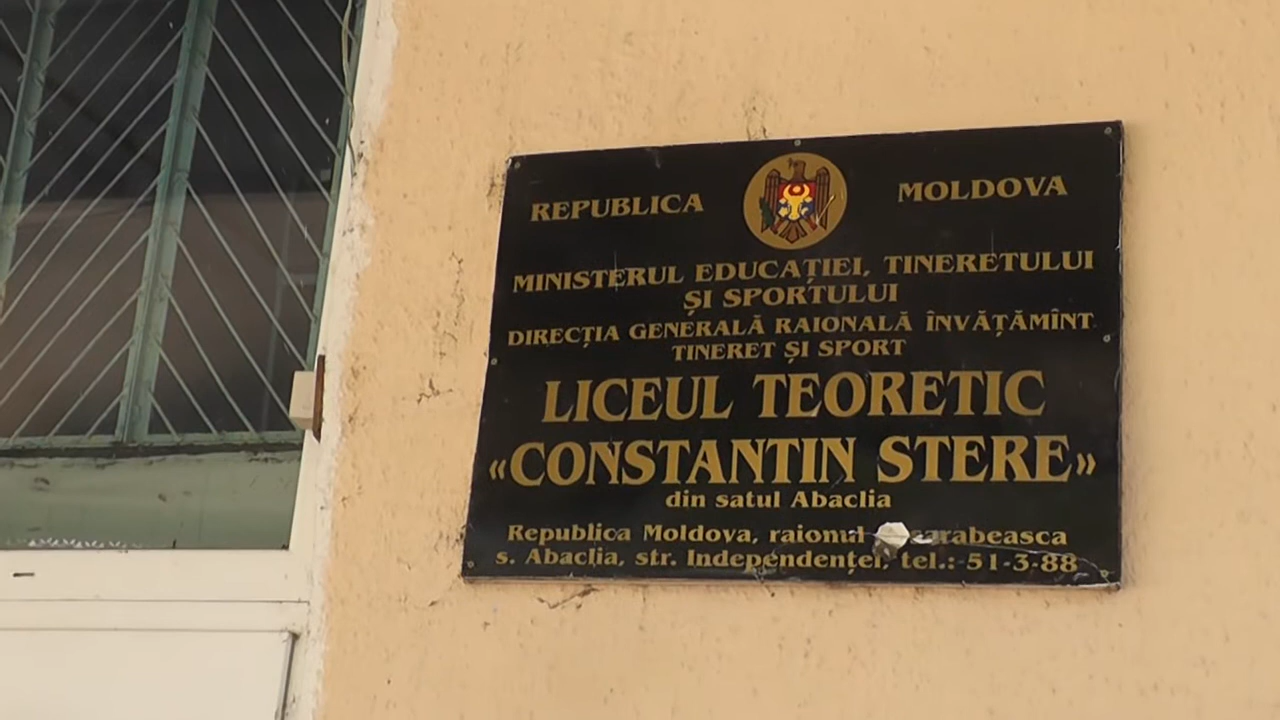 REPUBLICA MOLDOVA
MINISTERUL EDUCAȚIEI, TINERETULUI
ȘI SPORTULUI
DIRECȚIA GENERALĂ RAIONALĂ ÎNVĂȚĂMÎNT
TINERET ȘI SPORT
LICEUL TEORETIC
«CONSTANTIN STERE»
din satul Abaclia
Republica Moldova, raionul
s. Abaclia, str. Independenței, tel.: 51-3-88